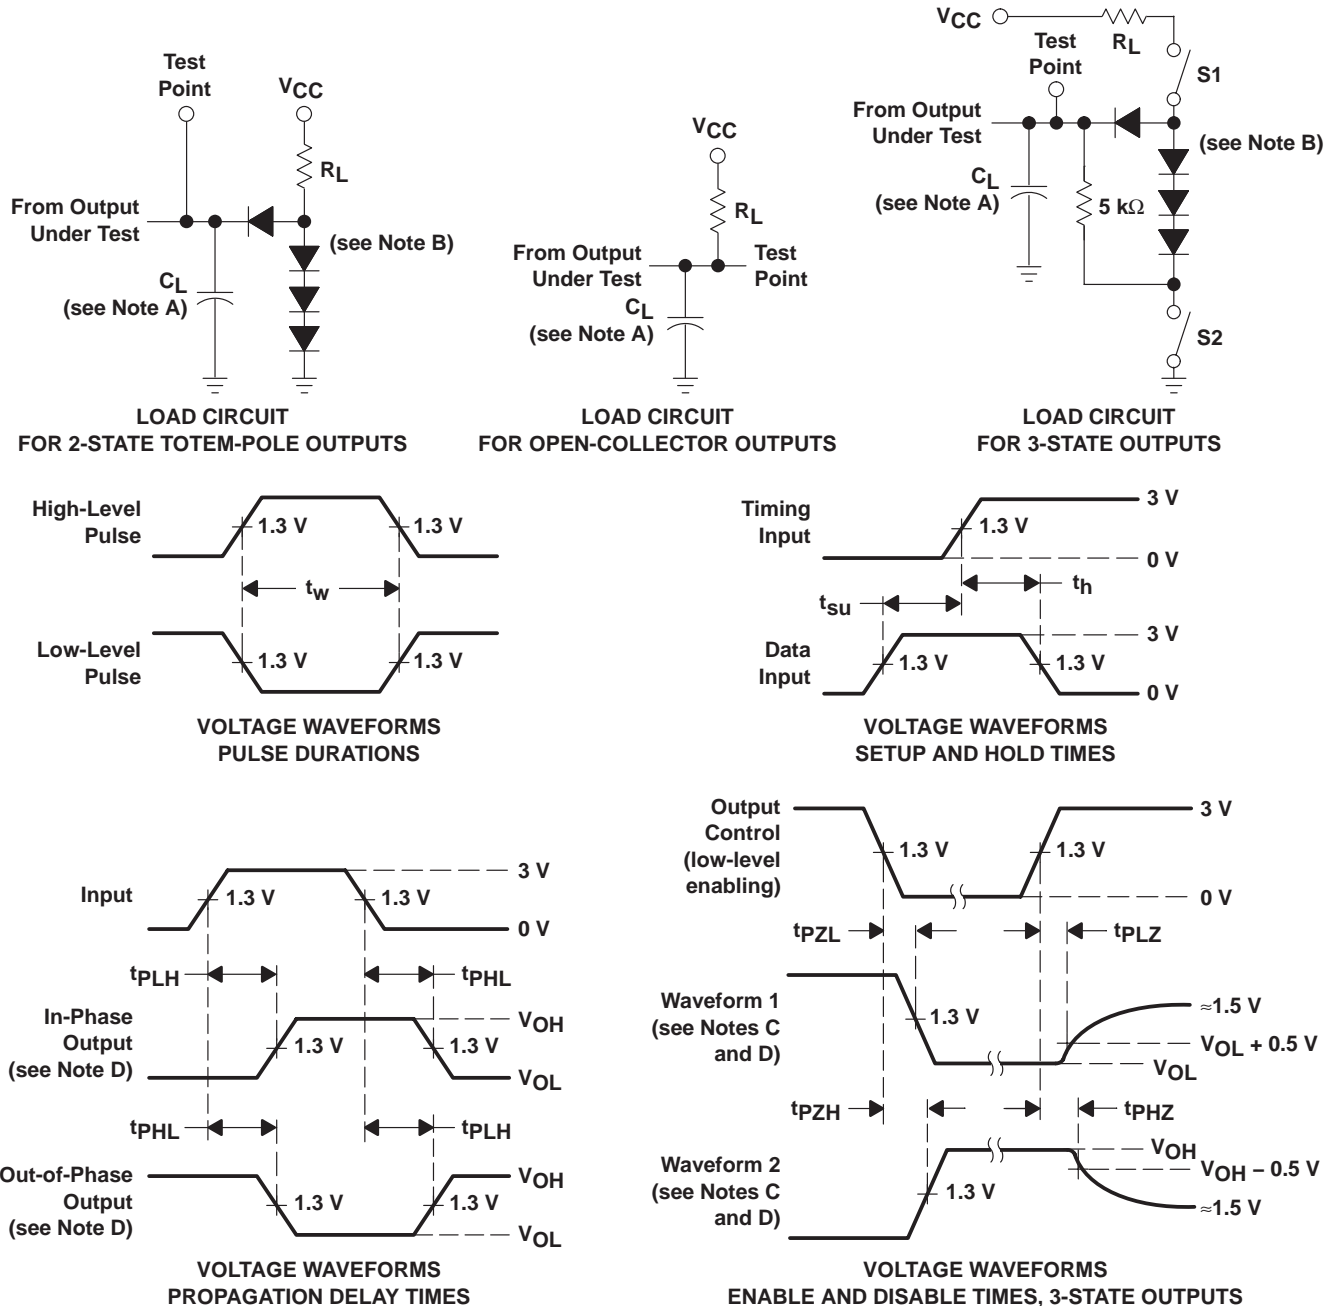 Test
Point
VCC
RL
From Output
Under Test
(see Note B)
CL
(see Note A)
LOAD CIRCUIT
FOR 2-STATE TOTEM-POLE OUTPUTS
VCC
RL
From Output
Under Test
Test
Point
CL
(see Note A)
LOAD CIRCUIT
FOR OPEN-COLLECTOR OUTPUTS
VCC
RL
Test
Point
S1
From Output
Under Test
(see Note B)
CL
(see Note A)
5 kΩ
S2
LOAD CIRCUIT
FOR 3-STATE OUTPUTS
High-Level
Pulse
1.3 V
1.3 V
tw
Low-Level
Pulse
1.3 V
1.3 V
VOLTAGE WAVEFORMS
PULSE DURATIONS
Timing
Input
3 V
1.3 V
0 V
th
tsu
3 V
Data
Input
1.3 V
1.3 V
0 V
VOLTAGE WAVEFORMS
SETUP AND HOLD TIMES
3 V
Input
1.3 V
1.3 V
0 V
tPLH
tPHL
In-Phase
Output
(see Note D)
VOH
1.3 V
1.3 V
VOL
tPHL
tPLH
Out-of-Phase
Output
(see Note D)
VOH
1.3 V
1.3 V
VOL
VOLTAGE WAVEFORMS
PROPAGATION DELAY TIMES
Output
Control
(low-level
enabling)
3 V
1.3 V
1.3 V
0 V
tPZL
tPLZ
Waveform 1
(see Notes C
and D)
≈1.5 V
1.3 V
VOL + 0.5 V
VOL
tPZH
tPHZ
Waveform 2
(see Notes C
and D)
VOH
VOH – 0.5 V
1.3 V
≈1.5 V
VOLTAGE WAVEFORMS
ENABLE AND DISABLE TIMES, 3-STATE OUTPUTS